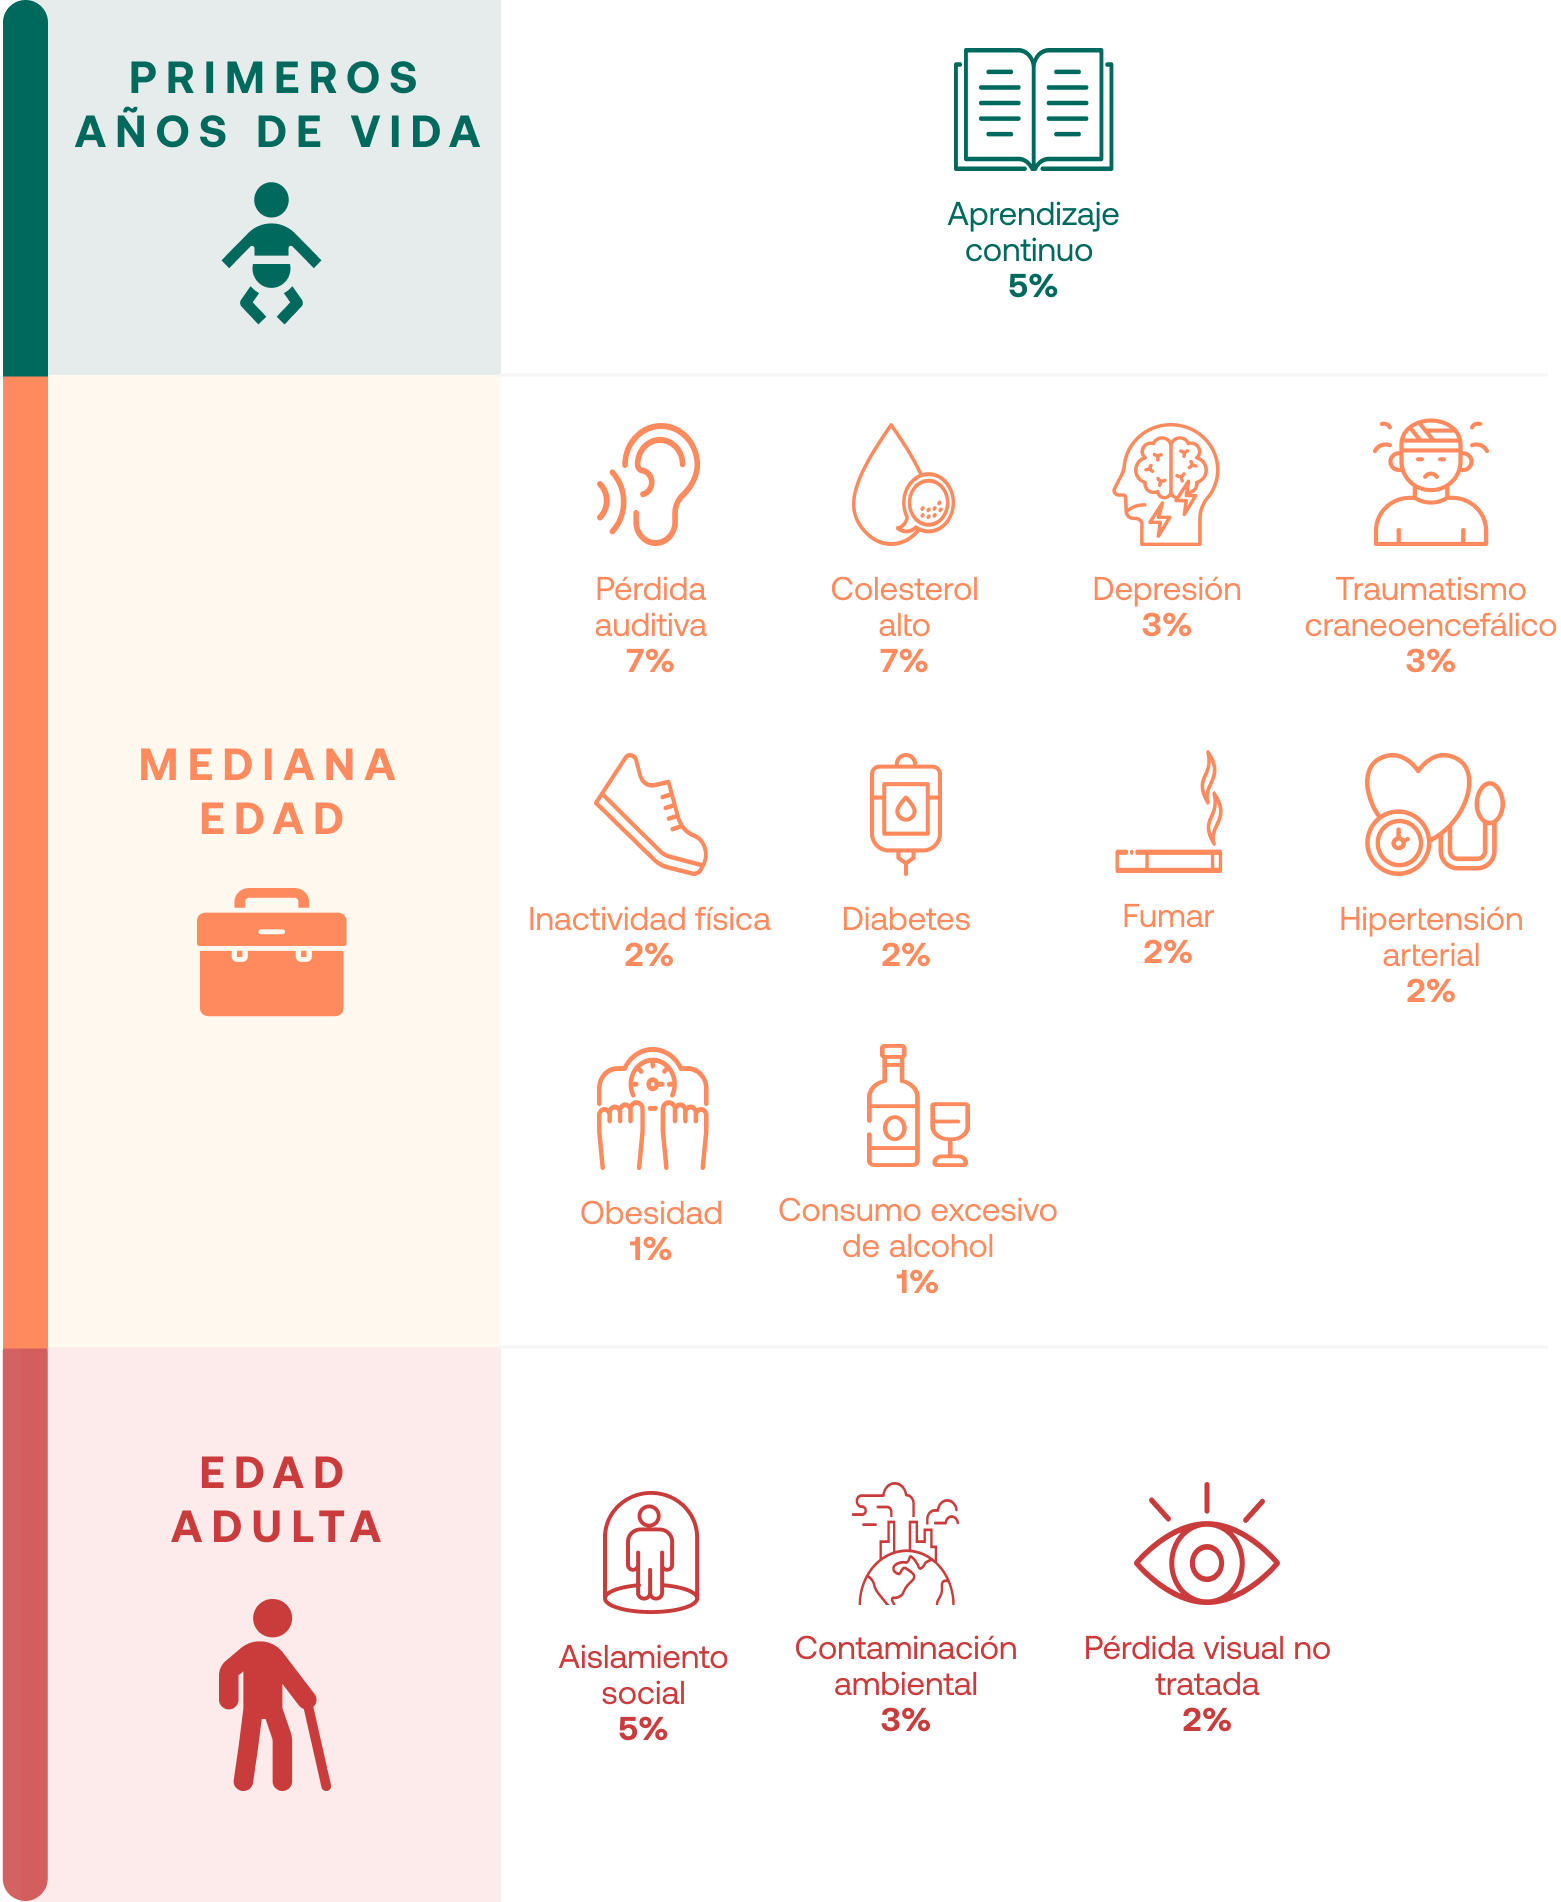 PRIMEROS
AÑOS DE VIDA
Aprendizaje
continuo
5%
MEDIANA
EDAD
Pérdida
auditiva
7%
Colesterol
alto
7%
Depresión
3%
Traumatismo
craneoencefálico
3%
Inactividad física
2%
Diabetes
2%
Fumar
2%
Hipertensión
arterial
2%
Obesidad
1%
Consumo excesivo
de alcohol
1%
EDAD
ADULTA
Aislamiento
social
5%
Contaminación
ambiental
3%
Pérdida visual no
tratada
2%